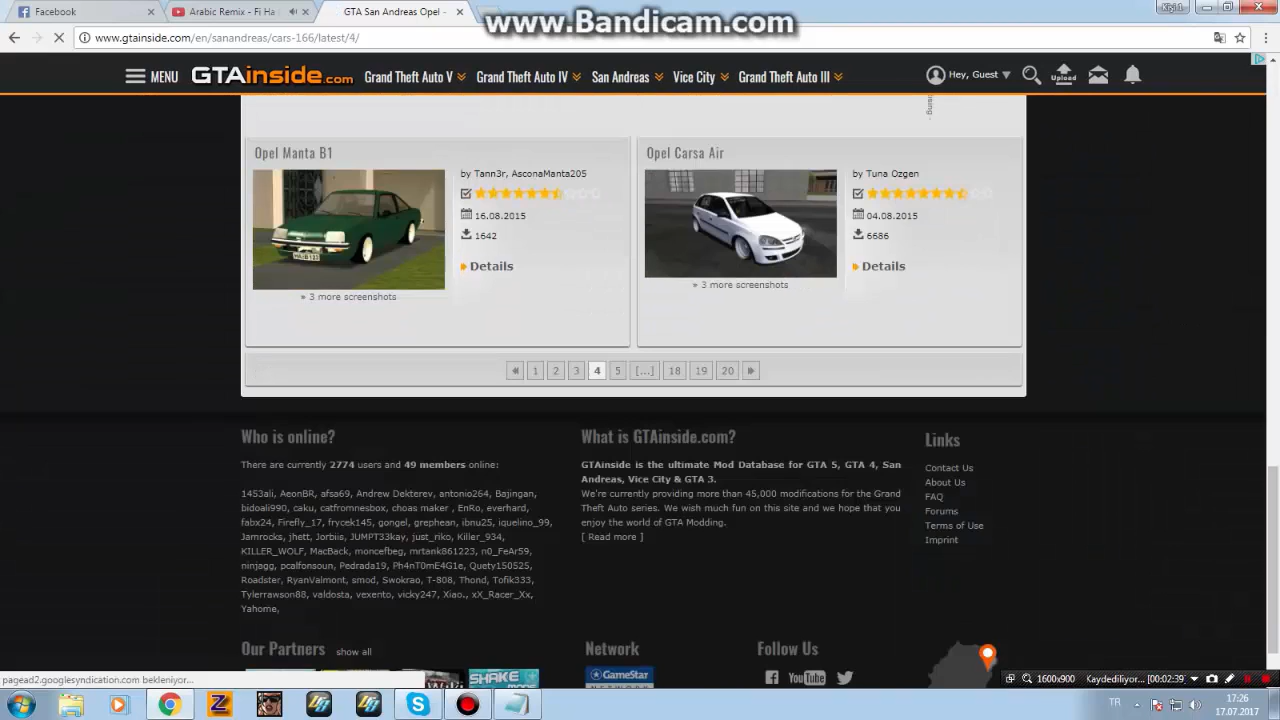 www.Bandicam.com
Facebook
Arabic Remix - Fi Ha
GTA San Andreas Opel -
www.gtainside.com/en/sanandreas/cars-166/latest/4/
MENU
GTAinside.com
Grand Theft Auto V
Grand Theft Auto IV
San Andreas
Vice City
Grand Theft Auto III
Hey, Guest
Upload
Opel Manta B1
by Tann3r, AsconaManta205
16.08.2015
1642
Details
» 3 more screenshots
Opel Carsa Air
by Tuna Ozgen
04.08.2015
6686
Details
» 3 more screenshots
1 2 3 4 5 [...] 18 19 20
Who is online?
There are currently 2774 users and 49 members online:
1453ali, AeonBR, afsa69, Andrew Dekterev, antonio264, Bajingan,
bidoali990, caku, catfromnesbox, choas maker , EnRo, everhard,
fabx24, Firefly_17, frycek145, gongel, grephean, ibnu25, iquelino_99,
Jamrocks, jhett, Jorbiis, JUMPT33kay, just_riko, Killer_934,
KILLER_WOLF, MacBack, moncefbeg, mrtank861223, n0_FeAr59,
ninjagg, pcalfonsoun, Pedrada19, Ph4nT0mE4G1e, Quety150525,
Roadster, RyanValmont, smod, Swokrao, T-808, Thond, Tofik333,
Tylerrawson88, valdosta, vexento, vicky247, Xiao., xX_Racer_Xx,
Yahome,
What is GTAinside.com?
GTAinside is the ultimate Mod Database for GTA 5, GTA 4, San
Andreas, Vice City & GTA 3.
We're currently providing more than 45,000 modifications for the Grand
Theft Auto series. We wish much fun on this site and we hope that you
enjoy the world of GTA Modding.
[ Read more ]
Links
Contact Us
About Us
FAQ
Forums
Terms of Use
Imprint
Our Partners
show all
SHAKE
Network
GameStar
Follow Us
YouTube
pagead2.googlesyndication.com bekleniyor...
1000x900
Kaydediliyor...
[00:02:39]
TR
17:26
17.07.2017